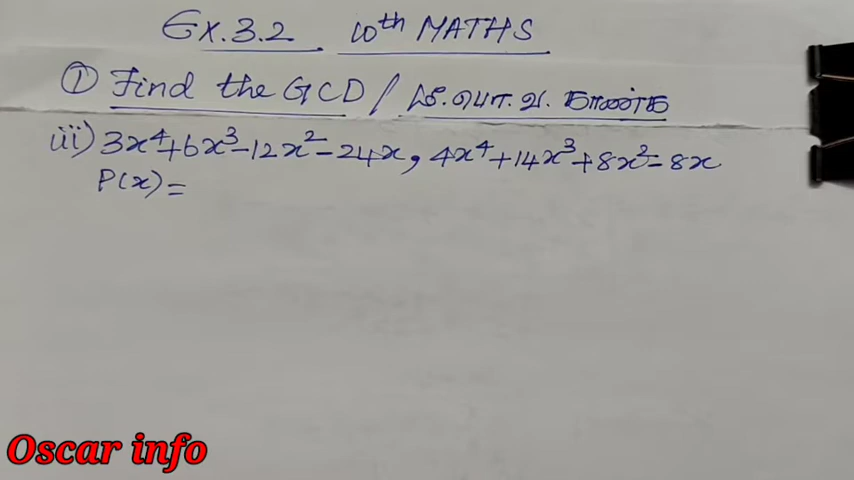 Ex.3.2 10th MATHS
① Find the GCD / மீ.பொ.வ. காண்க
iii) 3x⁴+6x³-12x²-24x, 4x⁴+14x³+8x²-8x
P(x) =
Oscar info